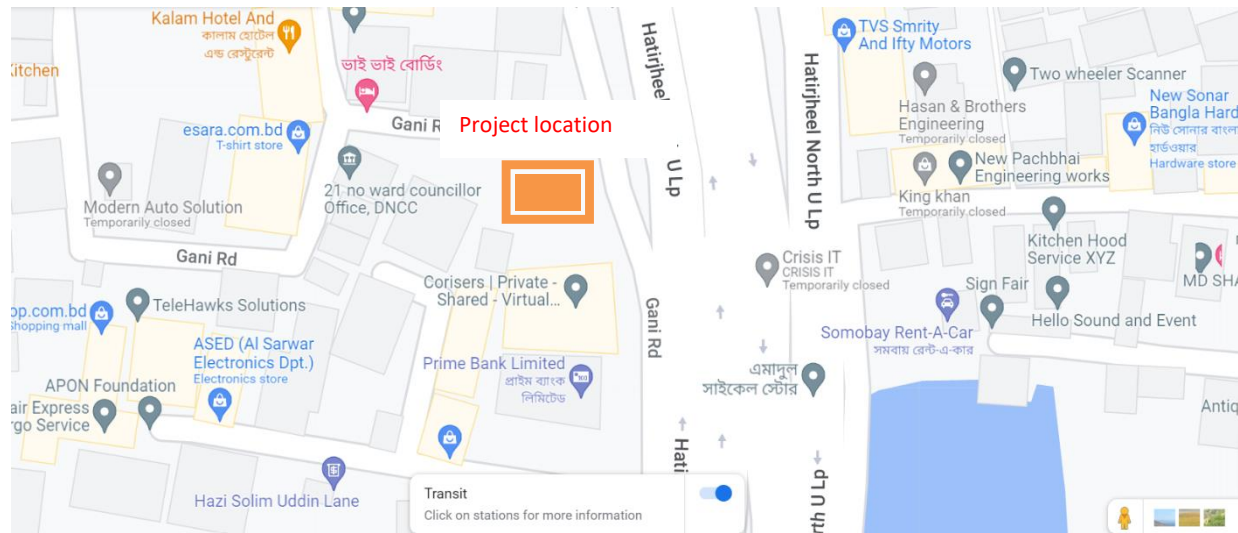 Kalam Hotel And
কালাম হোটেল
এন্ড রেস্টুরেন্ট
Kitchen
ভাই ভাই বোর্ডিং
esara.com.bd
T-shirt store
Gani R
Project location
21 no ward councillor
Office, DNCC
Modern Auto Solution
Temporarily closed
Gani Rd
Hatirjheel
U Lp
Hatirjheel North U Lp
TVS Smrity
And Ifty Motors
Two wheeler Scanner
Hasan & Brothers
Engineering
Temporarily closed
New Sonar
Bangla Hard
নিউ সোনার বাংলা
হার্ডওয়ার
Hardware store
New Pachbhai
Engineering works
King khan
Temporarily closed
Kitchen Hood
Service XYZ
MD SHA
Crisis IT
CRISIS IT
Temporarily closed
Sign Fair
Hello Sound and Event
Somobay Rent-A-Car
সমবায় রেন্ট-এ-কার
Corisers | Private -
Shared - Virtual...
TeleHawks Solutions
op.com.bd
Shopping mall
ASED (Al Sarwar
Electronics Dpt.)
Electronics store
Gani Rd
Prime Bank Limited
প্রাইম ব্যাংক
লিমিটেড
এমাদুল
সাইকেল স্টোর
APON Foundation
air Express
rgo Service
Antiq
Hati
rth U Lp
Hazi Solim Uddin Lane
Transit
Click on stations for more information